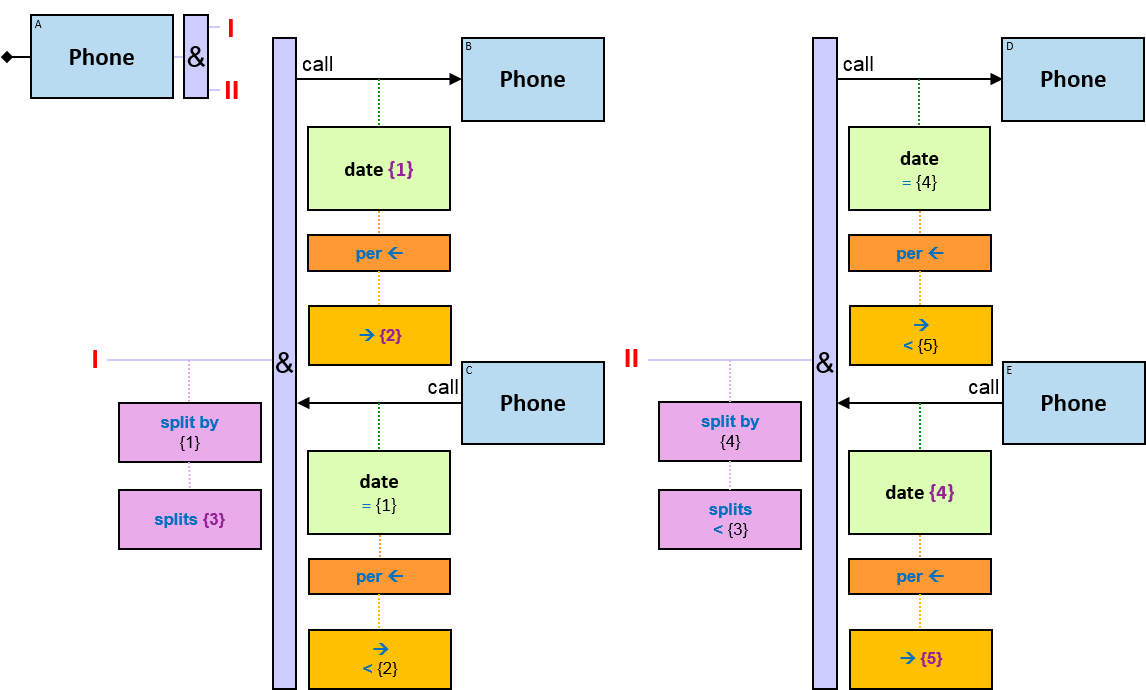 A
Phone
&
I
II
call
B
Phone
date {1}
per ←
→ {2}
I
&
split by
{1}
splits {3}
call
C
Phone
date
= {1}
per ←
→
< {2}
call
D
Phone
date
= {4}
per ←
→
< {5}
II
&
split by
{4}
splits
< {3}
call
E
Phone
date {4}
per ←
→ {5}